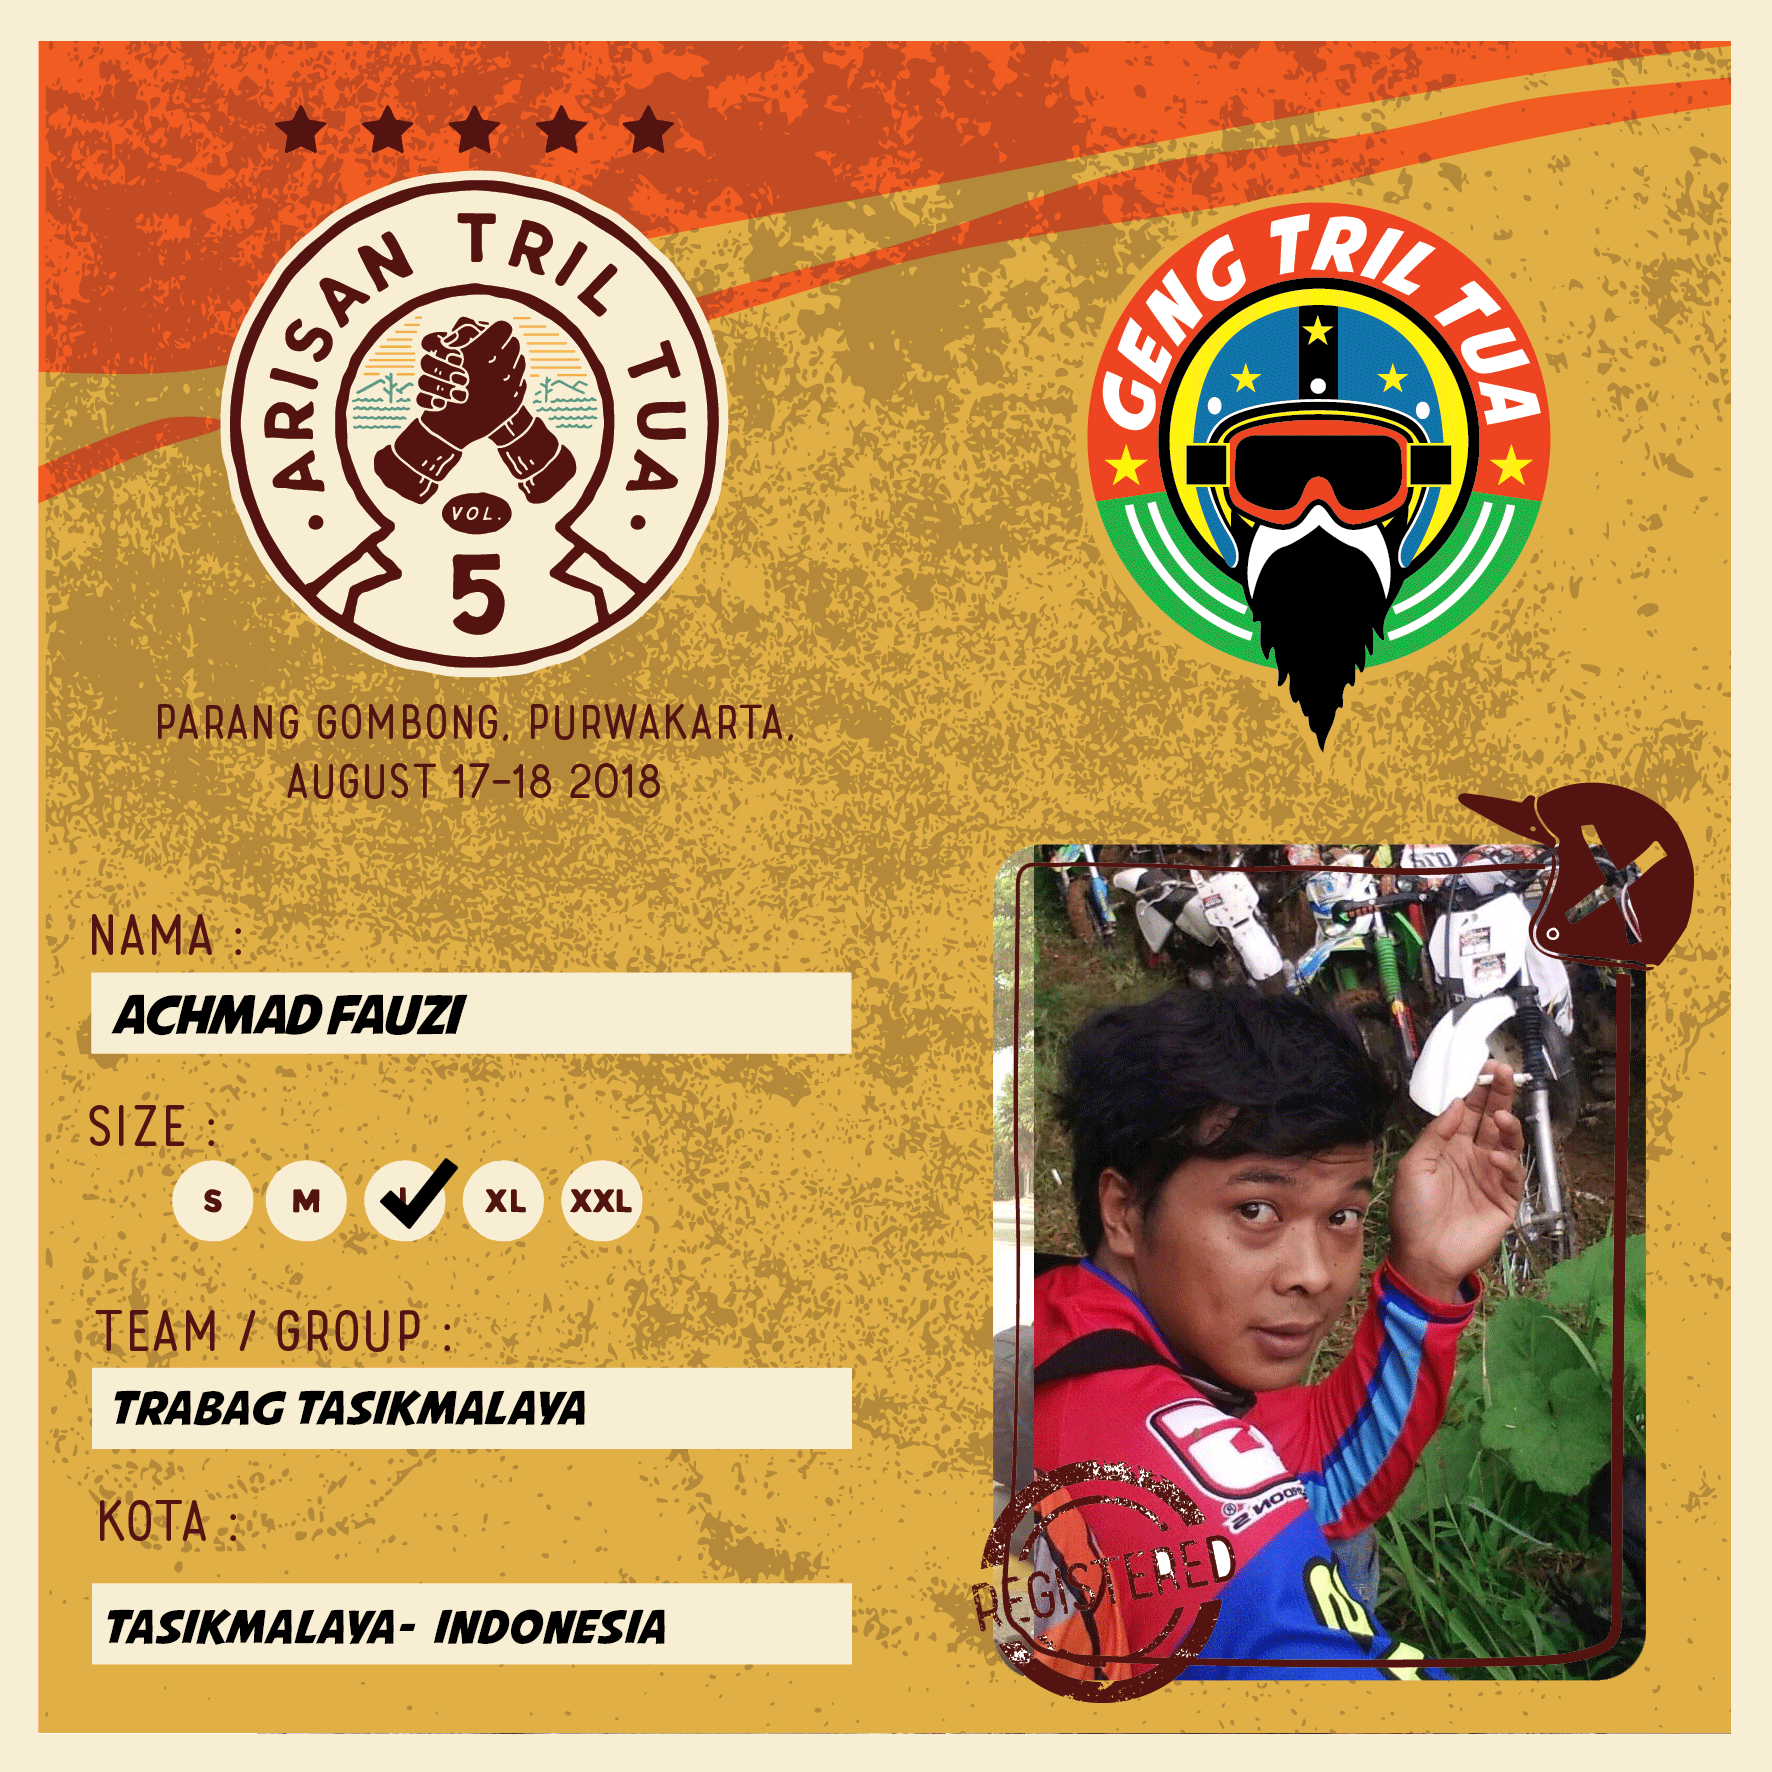 ARISAN TRIL TUA
VOL.
5
GENG TRIL TUA
PARANG GOMBONG, PURWAKARTA,
AUGUST 17-18 2018
NAMA :
ACHMAD FAUZI
SIZE :
S M L XL XXL
TEAM / GROUP :
TRABAG TASIKMALAYA
KOTA :
TASIKMALAYA- INDONESIA
REGISTERED